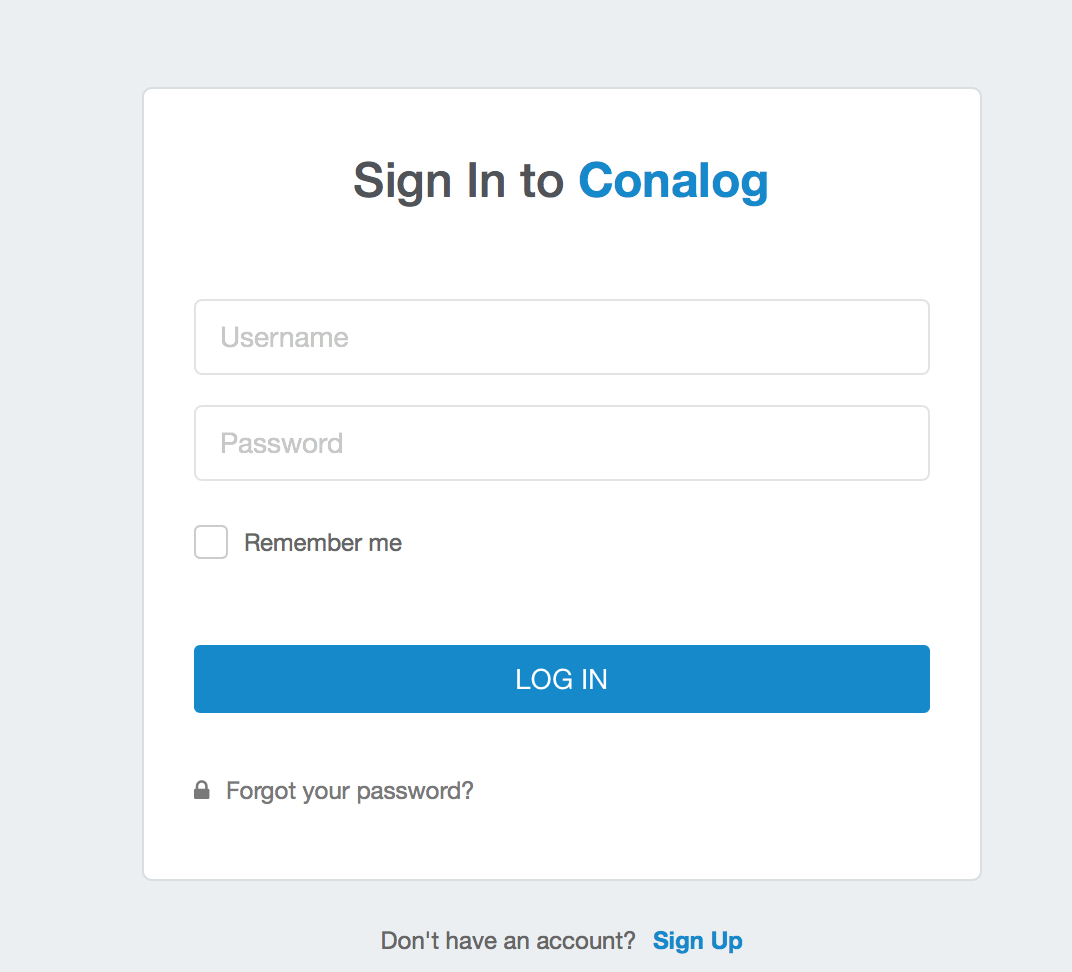 Sign In to Conalog
Username
Password
Remember me
LOG IN
Forgot your password?
Don't have an account? Sign Up